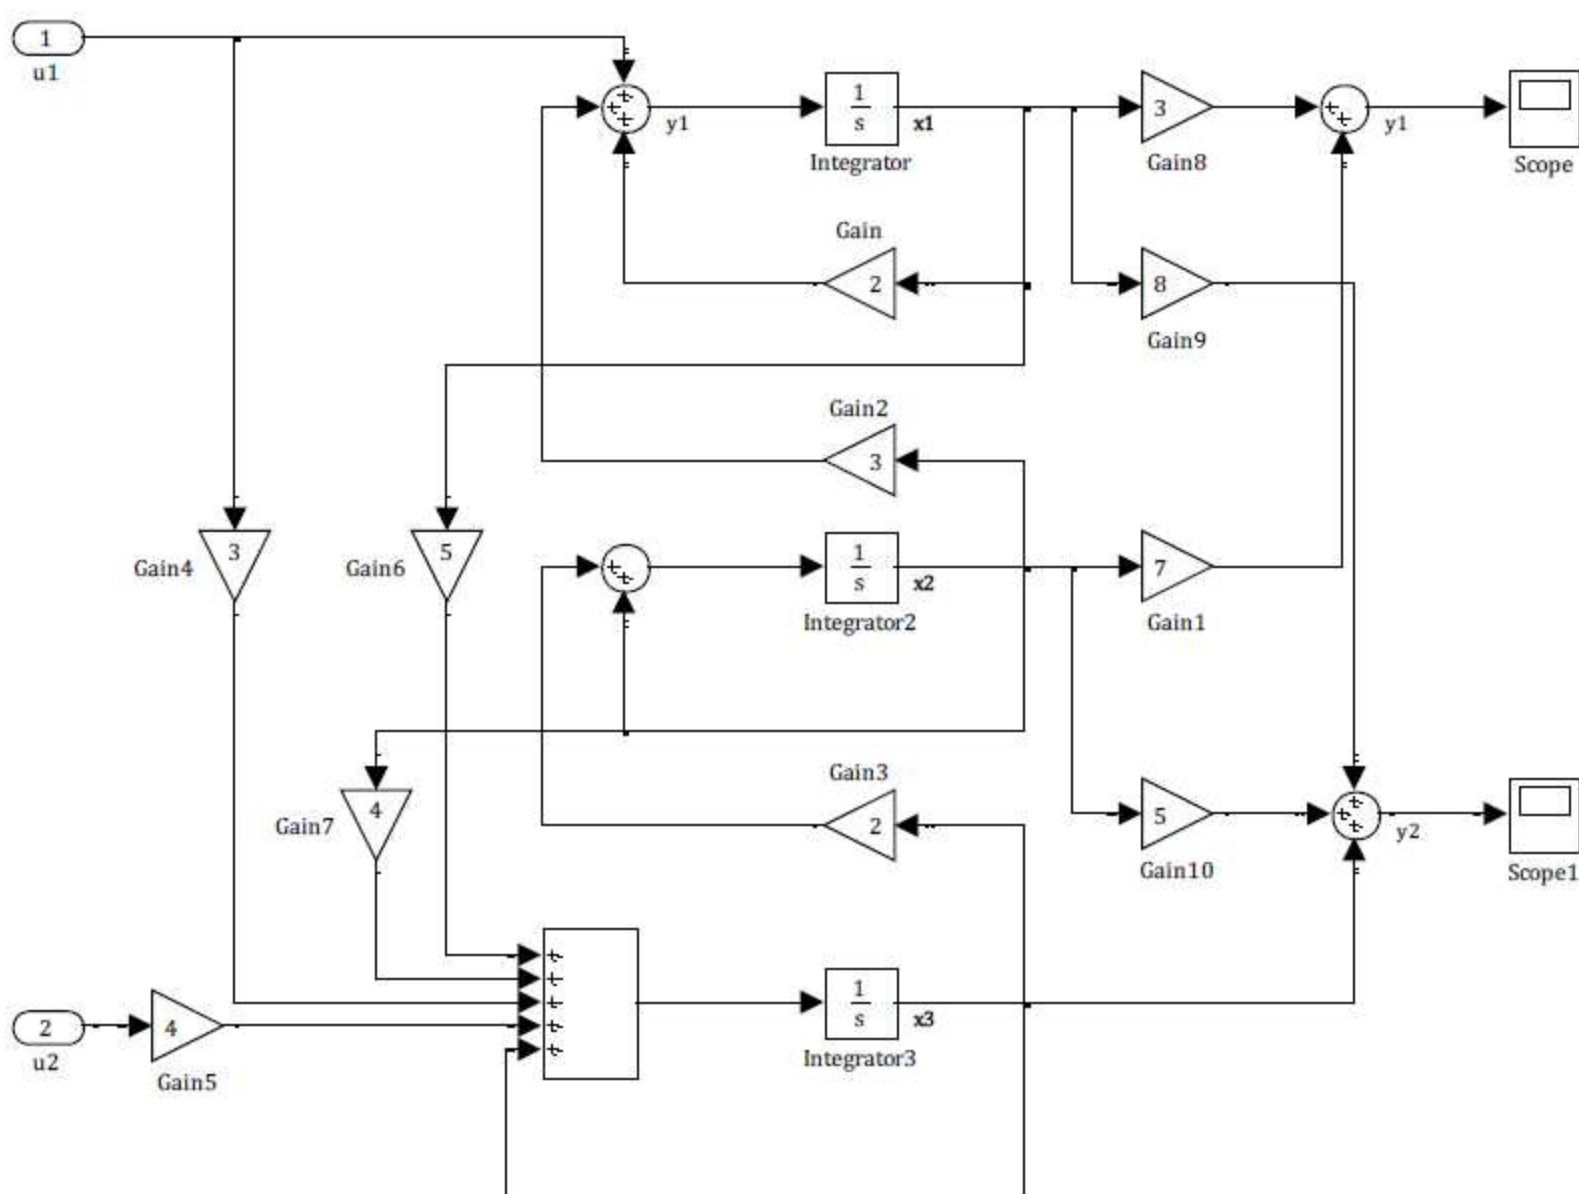 1
u1
+
+
+
y1
1
s
x1
Integrator
3
Gain8
+
+
y1
Scope
Gain
2
8
Gain9
Gain2
3
3
Gain4
5
Gain6
+
+
1
s
x2
Integrator2
7
Gain1
4
Gain7
Gain3
2
5
Gain10
+
+
+
y2
Scope1
2
u2
4
Gain5
+
+
+
+
+
1
s
x3
Integrator3